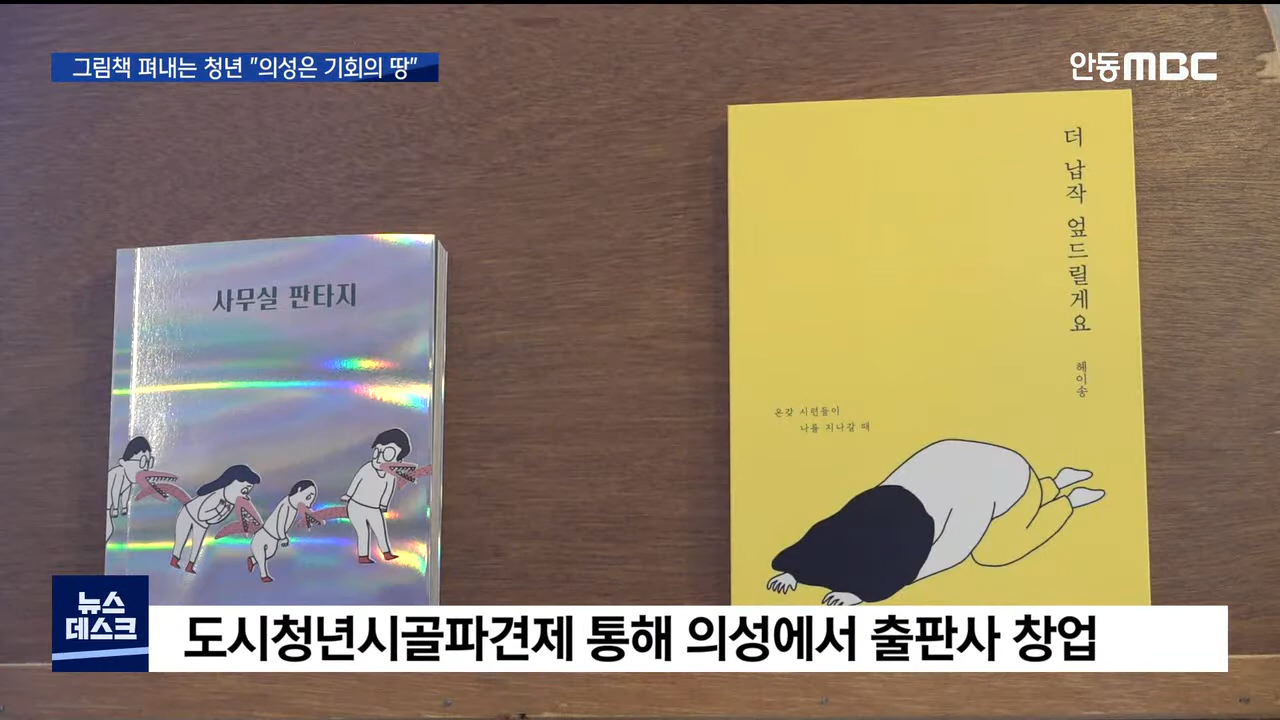 그림책 펴내는 청년 "의성은 기회의 땅"
안동MBC
사무실 판타지
더 납작 엎드릴게요
헤이송
온갖 시련들이
나를 지나갈 때
뉴스
데스크
도시청년시골파견제 통해 의성에서 출판사 창업